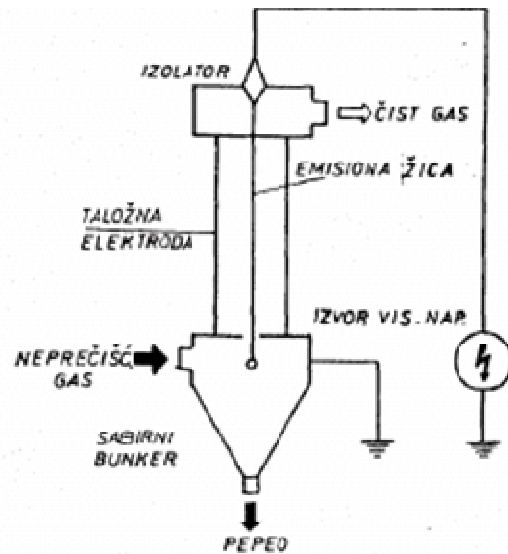 IZOLATOR
ČIST GAS
EMISIONA ŽICA
TALOŽNA
ELEKTRODA
IZVOR VIS. NAP.
NEPREČIŠĆ
GAS
SABIRNI
BUNKER
PEPEO